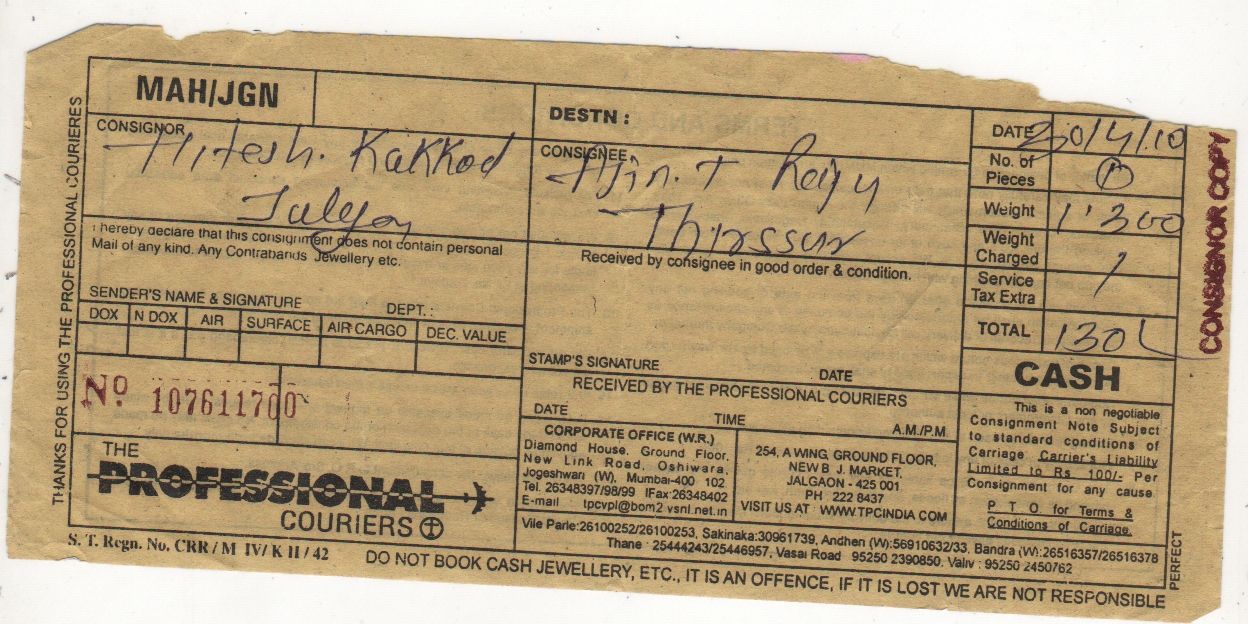 MAH/JGN
DESTN :
CONSIGNOR
Hitesh. Kakkod
CONSIGNEE
Ajin. T Raju
Thrissur
DATE 20/4/10
No. of Pieces ①
Weight 1'300
Weight Charged
Service Tax Extra
TOTAL 130
CASH
I hereby declare that this consignment does not contain personal
Mail of any kind. Any Contrabands Jewellery etc.
SENDER'S NAME & SIGNATURE DEPT. :
DOX N DOX AIR SURFACE AIR CARGO DEC. VALUE
No. 107611700
THE
PROFESSIONAL
COURIERS
Received by consignee in good order & condition.
STAMP'S SIGNATURE DATE
RECEIVED BY THE PROFESSIONAL COURIERS
DATE TIME A.M./P.M.
CORPORATE OFFICE (W.R.)
Diamond House, Ground Floor,
New Link Road, Oshiwara,
Jogeshwari (W), Mumbai-400 102
Tel. 26348397/98/99 IFax:26348402
E-mail tpcvpl@bom2 vsnl.net.in
254, A WING, GROUND FLOOR,
NEW B J. MARKET,
JALGAON - 425 001
PH 222 8437
VISIT US AT WWW.TPCINDIA COM
This is a non negotiable
Consignment Note Subject
to standard conditions of
Carriage Carrier's Liability
Limited to Rs 100/- Per
Consignment for any cause
P T O. for Terms &
Conditions of Carriage.
Vile Parle:26100252/26100253, Sakinaka:30961739, Andheri (W):56910632/33, Bandra (W):26516357/26516378
Thane 25444243/25446957, Vasai Road 95250 2390850, Valiv : 95250 2450762
S. T. Regn. No. CRR / M IV / K II / 42
DO NOT BOOK CASH JEWELLERY, ETC., IT IS AN OFFENCE, IF IT IS LOST WE ARE NOT RESPONSIBLE
THANKS FOR USING THE PROFESSIONAL COURIERES
CONSIGNOR COPY
PERFECT